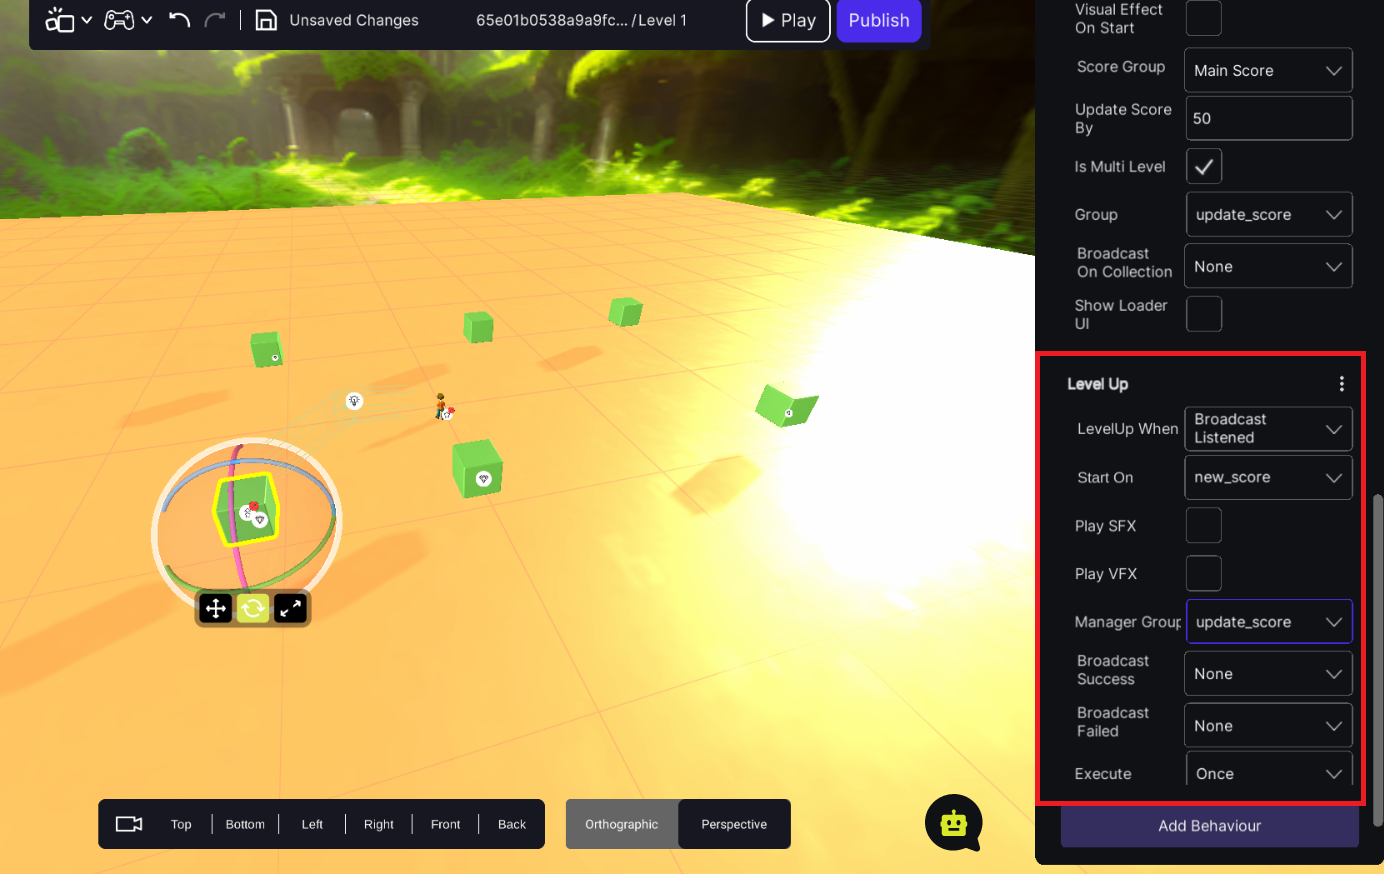 Unsaved Changes
65e01b0538a9a9fc... / Level 1
Play
Publish
Visual Effect
On Start
Score Group
Main Score
Update Score
By
50
Is Multi Level
Group
update_score
Broadcast
On Collection
None
Show Loader
UI
Level Up
LevelUp When
Broadcast
Listened
Start On
new_score
Play SFX
Play VFX
Manager Group
update_score
Broadcast
Success
None
Broadcast
Failed
None
Execute
Once
Add Behaviour
Top
Bottom
Left
Right
Front
Back
Orthographic
Perspective